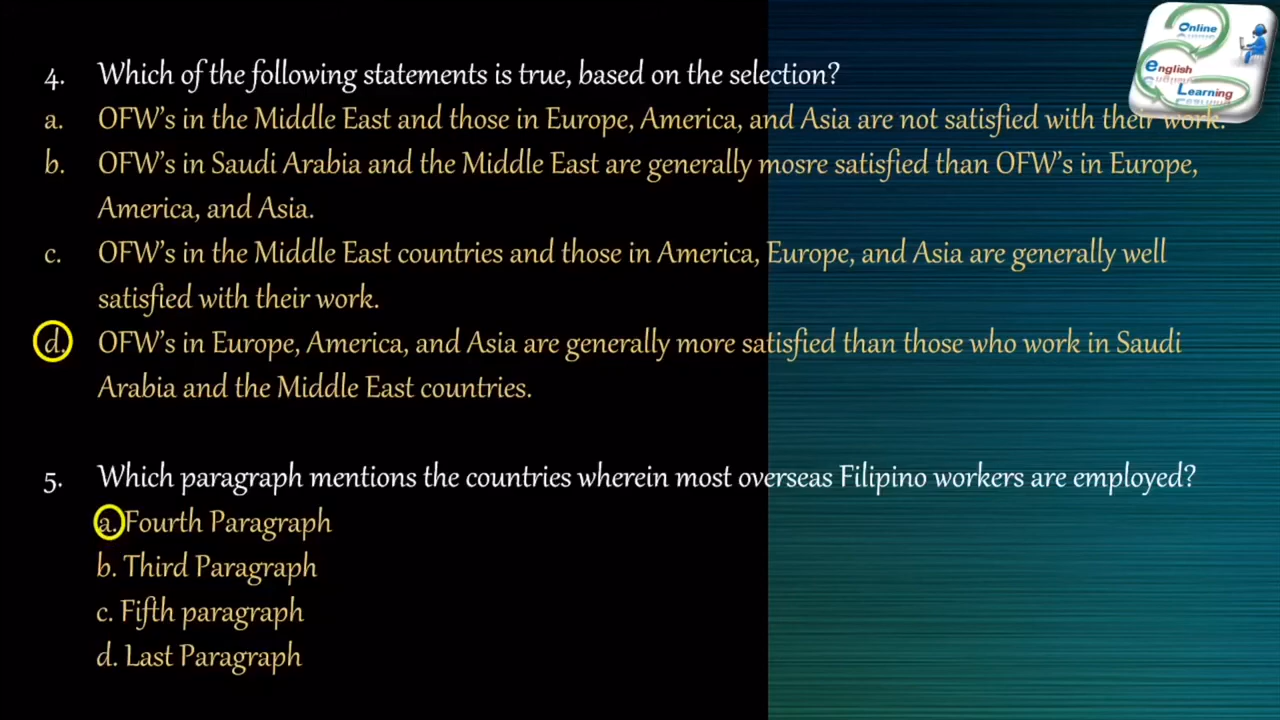 Online
English
Learning
4. Which of the following statements is true, based on the selection?
a. OFW's in the Middle East and those in Europe, America, and Asia are not satisfied with their work.
b. OFW's in Saudi Arabia and the Middle East are generally mosre satisfied than OFW's in Europe,
America, and Asia.
c. OFW's in the Middle East countries and those in America, Europe, and Asia are generally well
satisfied with their work.
d. OFW's in Europe, America, and Asia are generally more satisfied than those who work in Saudi
Arabia and the Middle East countries.
5. Which paragraph mentions the countries wherein most overseas Filipino workers are employed?
a. Fourth Paragraph
b. Third Paragraph
c. Fifth paragraph
d. Last Paragraph